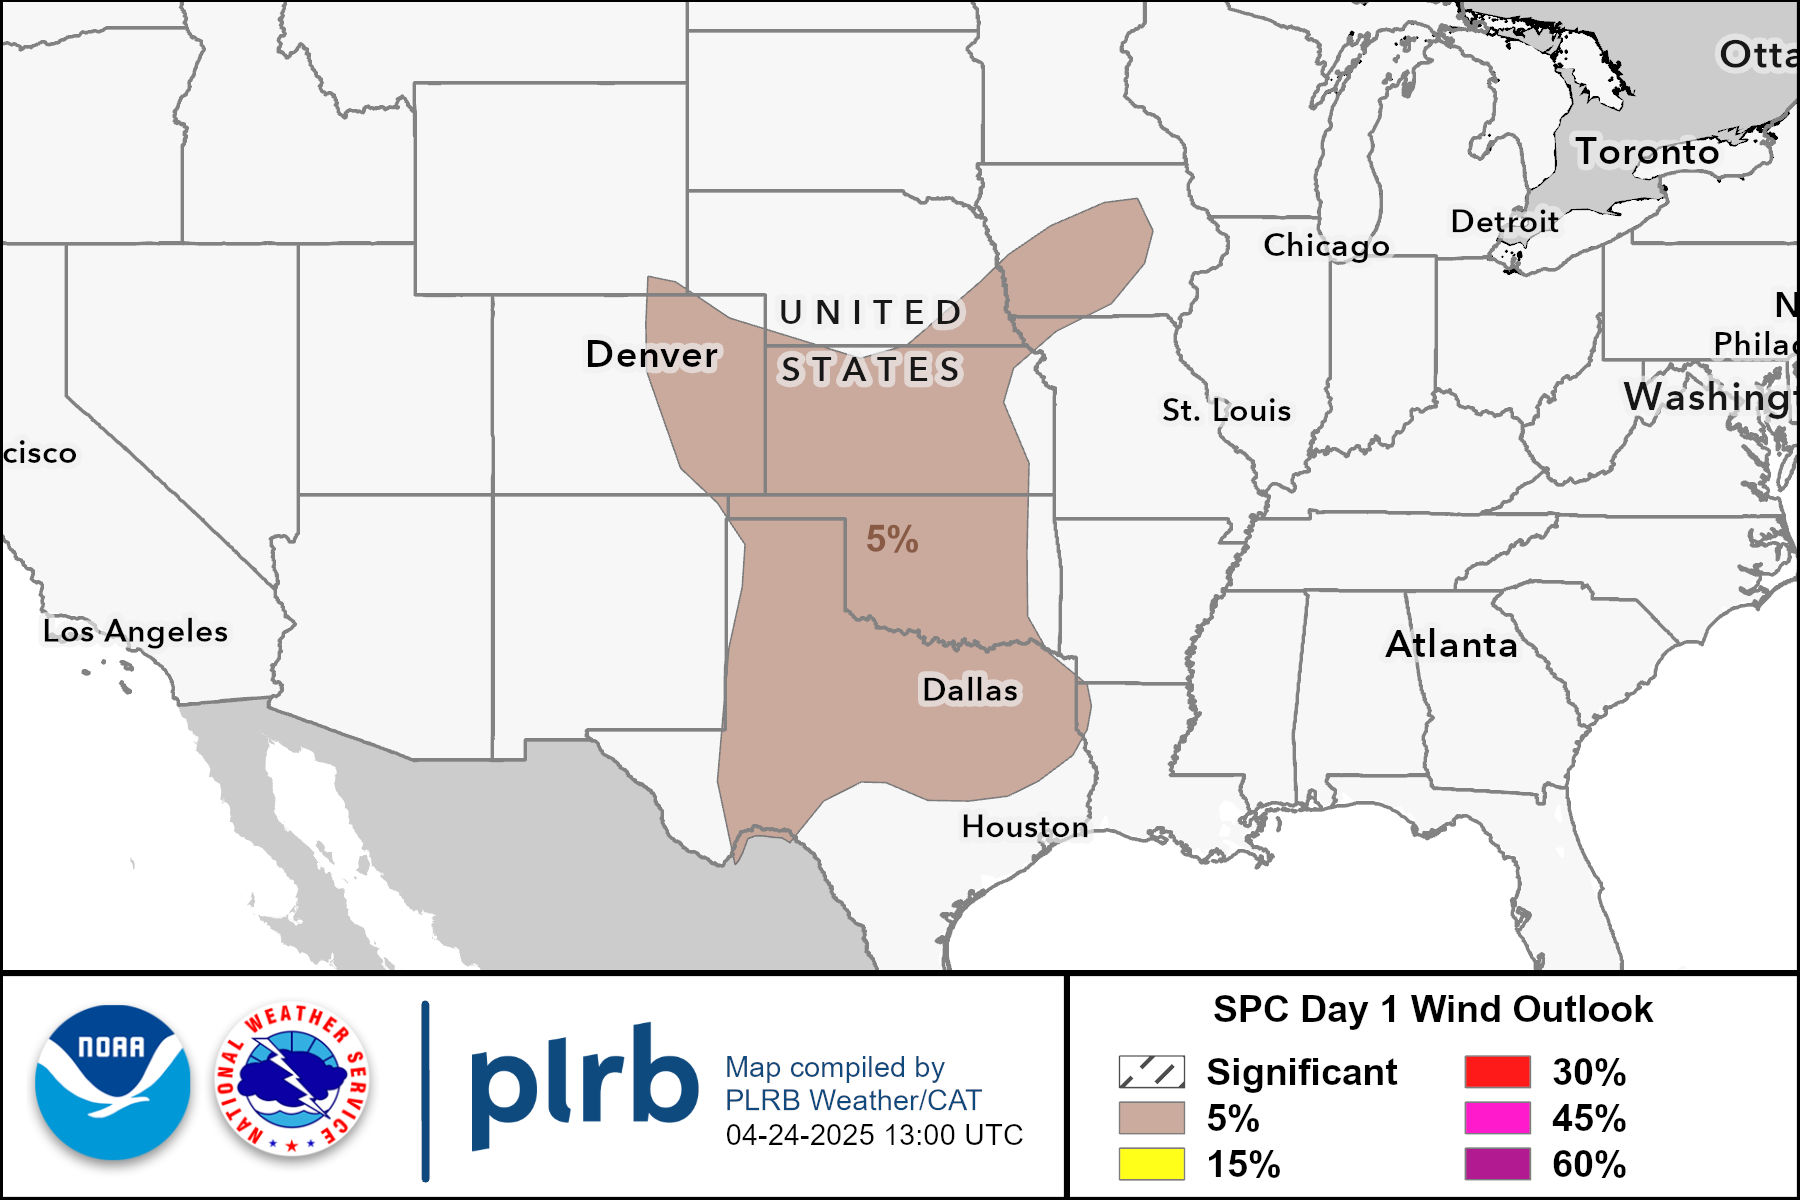 Otta
Toronto
Detroit
Chicago
N
UNITED
Philad
Denver
STATES
Washingt
St. Louis
cisco
5%
Los Angeles
Atlanta
Dallas
Houston
NOAA
NATIONAL WEATHER SERVICE
plrb
Map compiled by
PLRB Weather/CAT
04-24-2025 13:00 UTC
SPC Day 1 Wind Outlook
Significant
5%
15%
30%
45%
60%